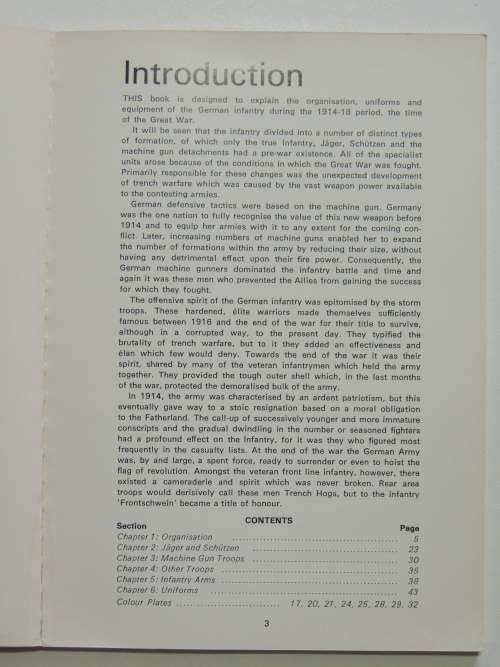 Introduction
THIS book is designed to explain the organisation, uniforms and
equipment of the German infantry during the 1914-18 period, the time
of the Great War.
It will be seen that the infantry divided into a number of distinct types
of formation, of which only the true Infantry, Jäger, Schützen and the
machine gun detachments had a pre-war existence. All of the specialist
units arose because of the conditions in which the Great War was fought.
Primarily responsible for these changes was the unexpected development
of trench warfare which was caused by the vast weapon power available
to the contesting armies.
German defensive tactics were based on the machine gun. Germany
was the one nation to fully recognise the value of this new weapon before
1914 and to equip her armies with it to any extent for the coming con-
flict. Later, increasing numbers of machine guns enabled her to expand
the number of formations within the army by reducing their size, without
having any detrimental effect upon their fire power. Consequently, the
German machine gunners dominated the infantry battle and time and
again it was these men who prevented the Allies from gaining the success
for which they fought.
The offensive spirit of the German infantry was epitomised by the storm
troops. These hardened, élite warriors made themselves sufficiently
famous between 1916 and the end of the war for their title to survive,
although in a corrupted way, to the present day. They typified the
brutality of trench warfare, but to it they added an effectiveness and
élan which few would deny. Towards the end of the war it was their
spirit, shared by many of the veteran infantrymen which held the army
together. They provided the tough outer shell which, in the last months
of the war, protected the demoralised bulk of the army.
In 1914, the army was characterised by an ardent patriotism, but this
eventually gave way to a stoic resignation based on a moral obligation
to the Fatherland. The call-up of successively younger and more immature
conscripts and the gradual dwindling in the number or seasoned fighters
had a profound effect on the Infantry, for it was they who figured most
frequently in the casualty lists. At the end of the war the German Army
was, by and large, a spent force, ready to surrender or even to hoist the
flag of revolution. Amongst the veteran front line infantry, however, there
existed a cameraderie and spirit which was never broken. Rear area
troops would derisively call these men Trench Hogs, but to the infantry
'Frontschwein' became a title of honour.
CONTENTS
Section Page
Chapter 1: Organisation 5
Chapter 2: Jäger and Schützen 23
Chapter 3: Machine Gun Troops 30
Chapter 4: Other Troops 35
Chapter 5: Infantry Arms 38
Chapter 6: Uniforms 43
Colour Plates 17, 20, 21, 24, 25, 28, 29, 32
3